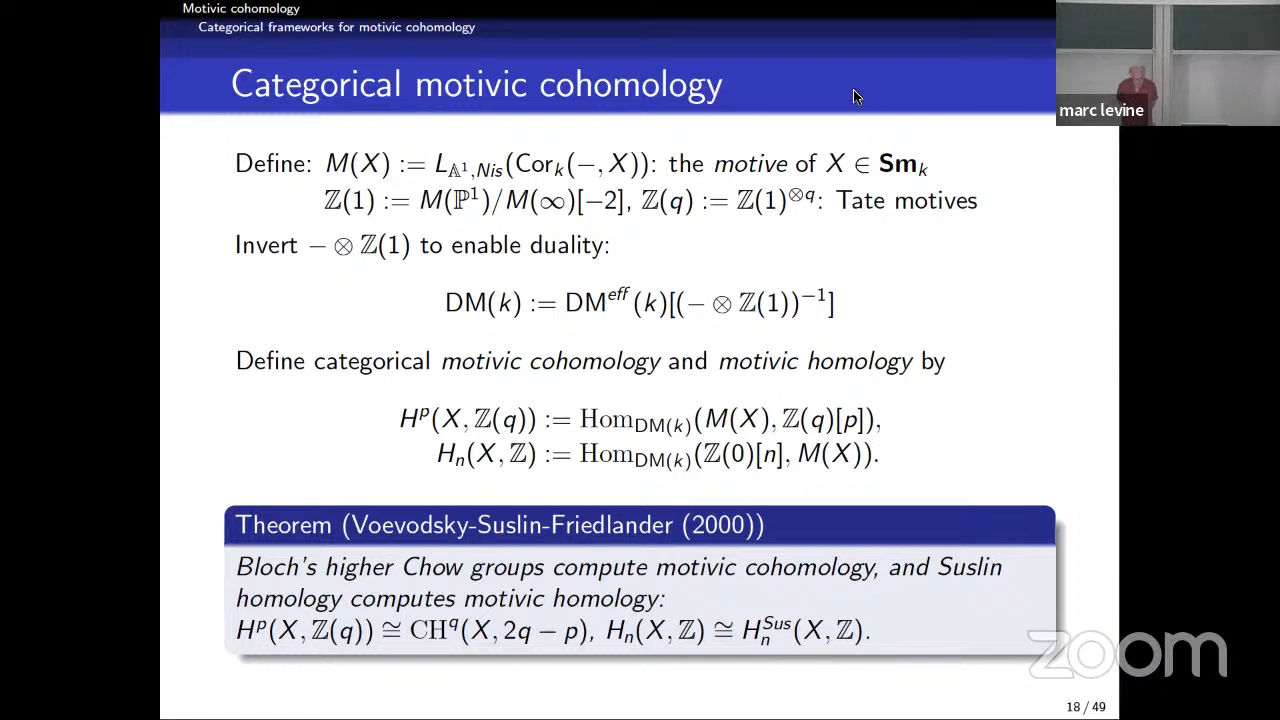 Motivic cohomology
Categorical frameworks for motivic cohomology
Categorical motivic cohomology
marc levine
Define: M(X) := L_{𝔸¹,Nis}(Cor_k(−, X)): the motive of X ∈ Sm_k
ℤ(1) := M(ℙ¹)/M(∞)[−2], ℤ(q) := ℤ(1)^{⊗q}: Tate motives
Invert − ⊗ ℤ(1) to enable duality:
DM(k) := DM^{eff}(k)[(− ⊗ ℤ(1))^{−1}]
Define categorical motivic cohomology and motivic homology by
H^p(X, ℤ(q)) := Hom_{DM(k)}(M(X), ℤ(q)[p]),
H_n(X, ℤ) := Hom_{DM(k)}(ℤ(0)[n], M(X)).
Theorem (Voevodsky-Suslin-Friedlander (2000))
Bloch's higher Chow groups compute motivic cohomology, and Suslin
homology computes motivic homology:
H^p(X, ℤ(q)) ≅ CH^q(X, 2q − p), H_n(X, ℤ) ≅ H_n^{Sus}(X, ℤ).
zoom
18 / 49